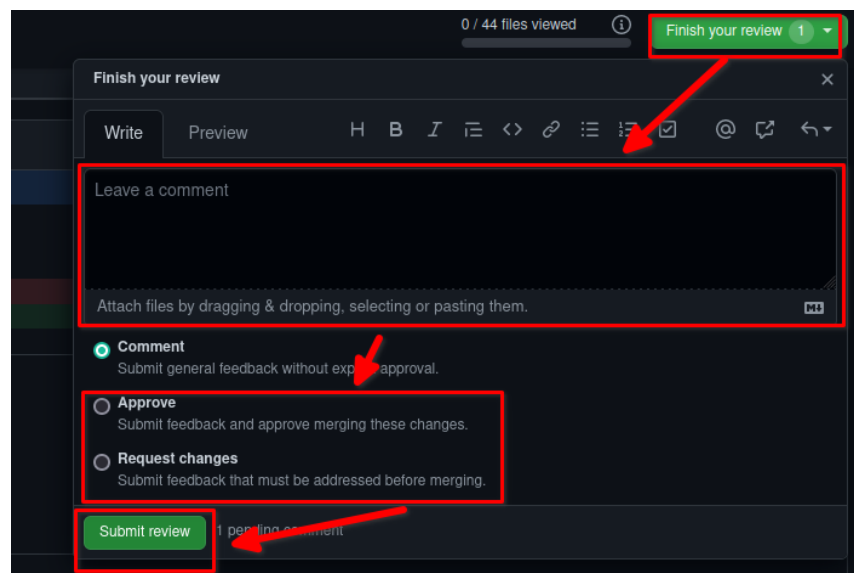 0 / 44 files viewed
Finish your review 1
Finish your review
Write
Preview
H B I
Leave a comment
Attach files by dragging & dropping, selecting or pasting them.
Comment
Submit general feedback without approval.
Approve
Submit feedback and approve merging these changes.
Request changes
Submit feedback that must be addressed before merging.
Submit review
1 pending comment